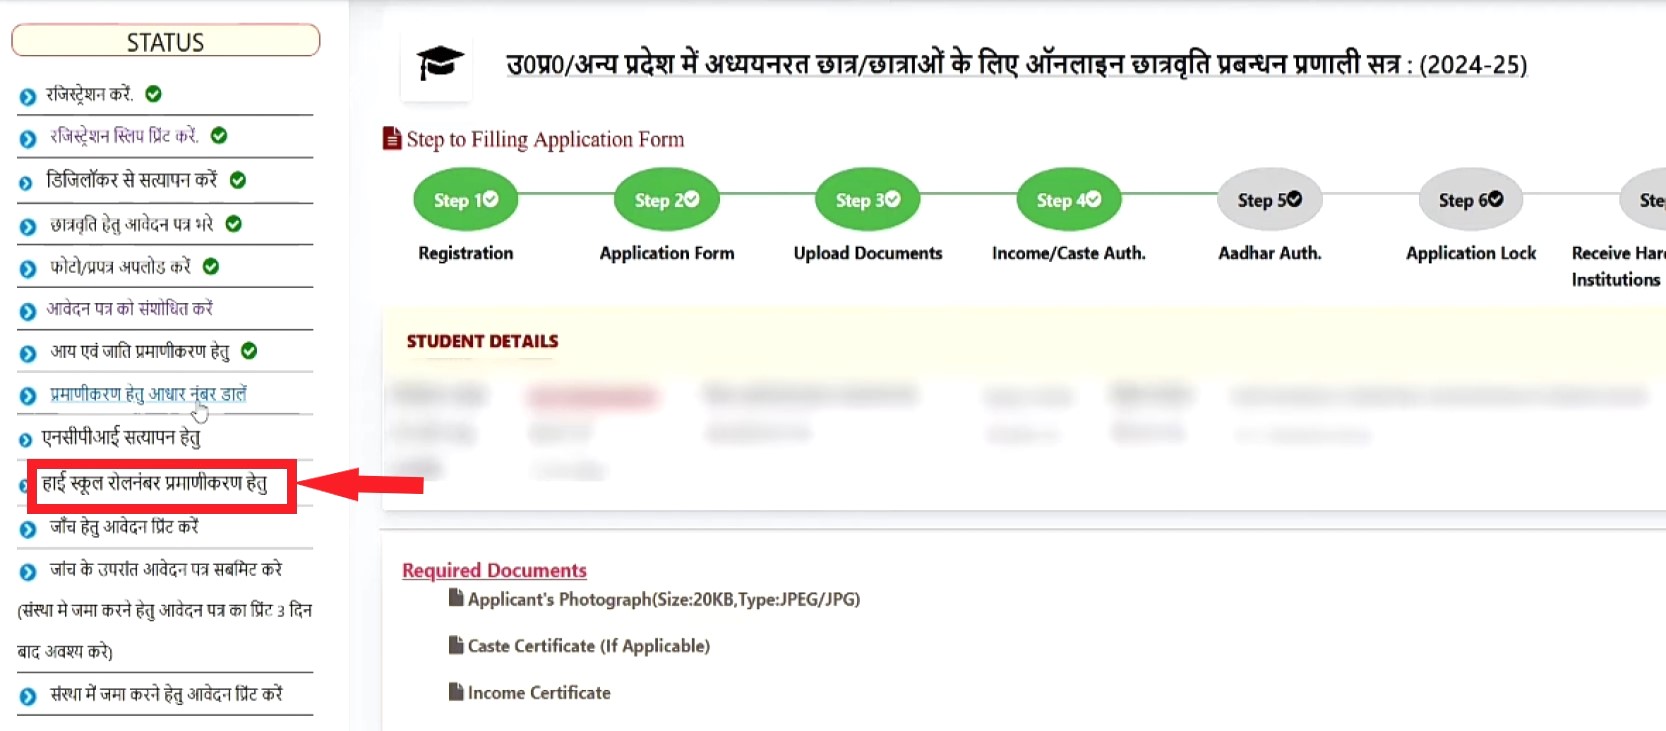 STATUS
रजिस्ट्रेशन करें.
रजिस्ट्रेशन स्लिप प्रिंट करें.
डिजिलॉकर से सत्यापन करें
छात्रवृति हेतु आवेदन पत्र भरे
फोटो/प्रपत्र अपलोड करें
आवेदन पत्र को संशोधित करें
आय एवं जाति प्रमाणीकरण हेतु
प्रमाणीकरण हेतु आधार नंबर डालें
एनसीपीआई सत्यापन हेतु
हाई स्कूल रोलनंबर प्रमाणीकरण हेतु
जाँच हेतु आवेदन प्रिंट करें
जांच के उपरांत आवेदन पत्र सबमिट करे
(संस्था मे जमा करने हेतु आवेदन पत्र का प्रिंट 3 दिन
बाद अवश्य करे)
संस्था में जमा करने हेतु आवेदन प्रिंट करें
उ0प्र0/अन्य प्रदेश में अध्ययनरत छात्र/छात्राओं के लिए ऑनलाइन छात्रवृति प्रबन्धन प्रणाली सत्र : (2024-25)
Step to Filling Application Form
Step 1 Step 2 Step 3 Step 4 Step 5 Step 6 Ste
Registration Application Form Upload Documents Income/Caste Auth. Aadhar Auth. Application Lock Receive Har
Institutions
STUDENT DETAILS
Required Documents
Applicant's Photograph(Size:20KB,Type:JPEG/JPG)
Caste Certificate (If Applicable)
Income Certificate